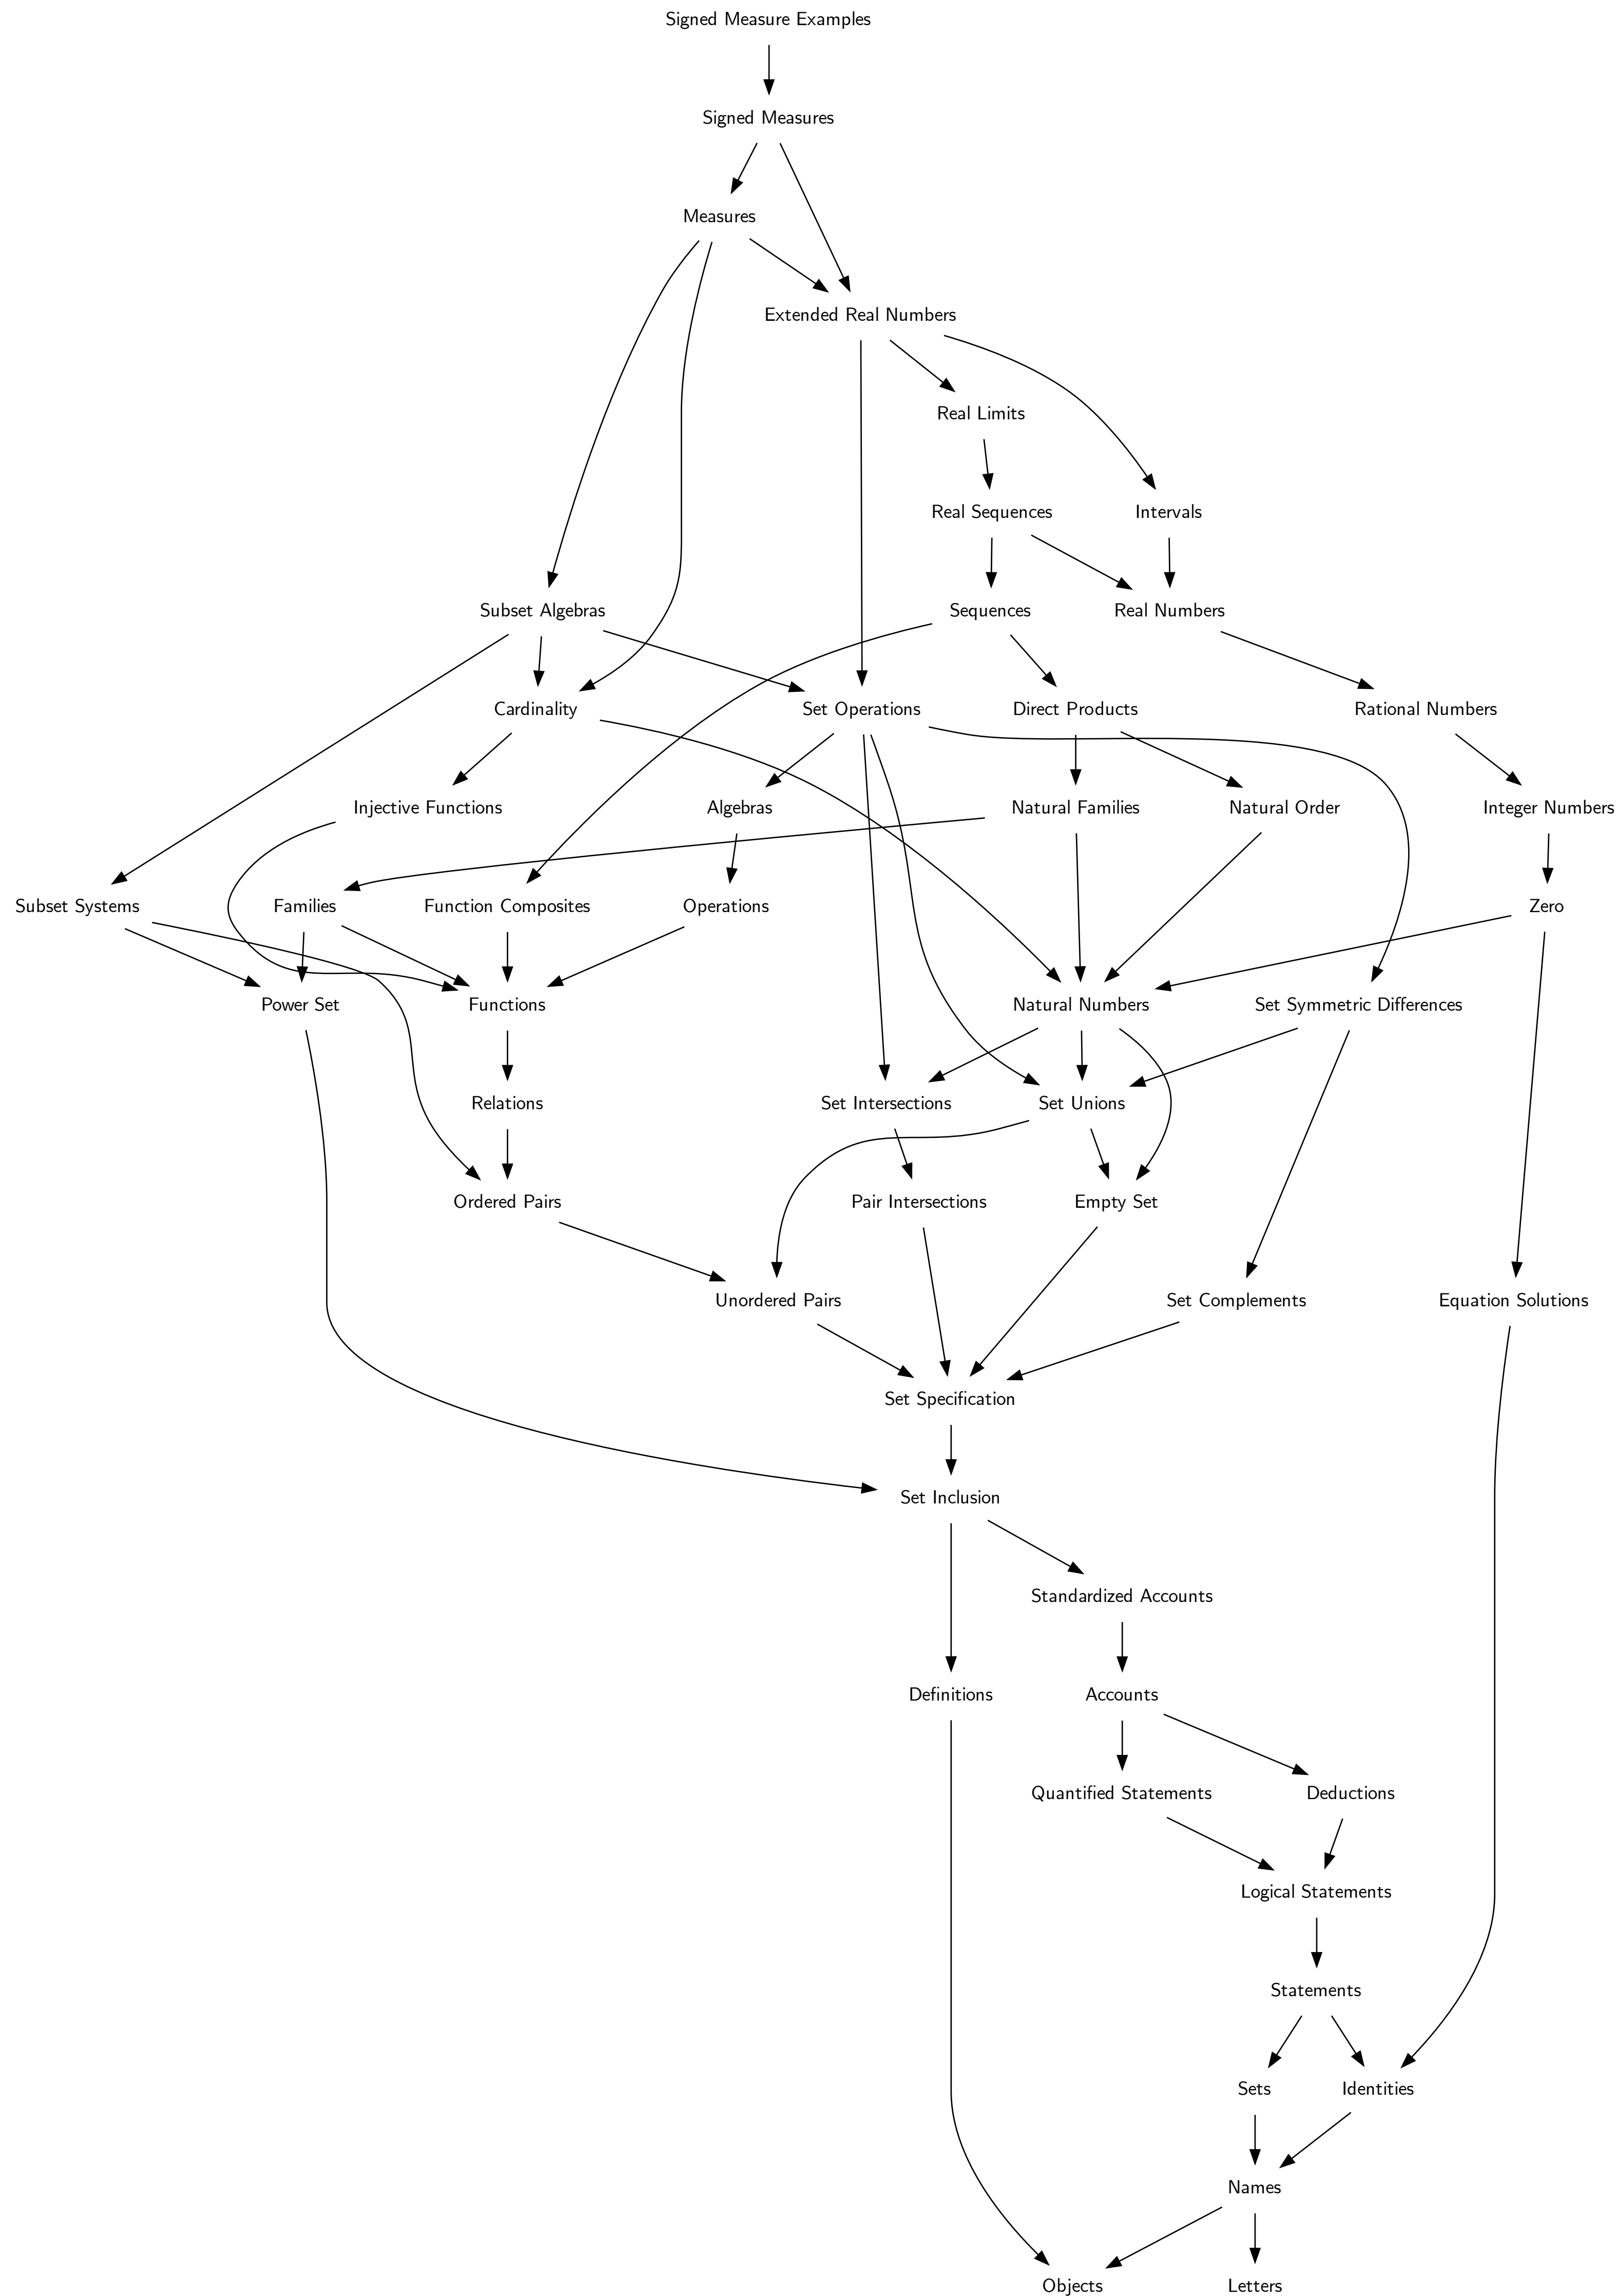 Signed Measure Examples
Signed Measures
Measures
Extended Real Numbers
Real Limits
Real Sequences
Intervals
Subset Algebras
Sequences
Real Numbers
Cardinality
Set Operations
Direct Products
Rational Numbers
Injective Functions
Algebras
Natural Families
Natural Order
Integer Numbers
Subset Systems
Families
Function Composites
Operations
Zero
Power Set
Functions
Natural Numbers
Set Symmetric Differences
Relations
Set Intersections
Set Unions
Ordered Pairs
Pair Intersections
Empty Set
Unordered Pairs
Set Complements
Equation Solutions
Set Specification
Set Inclusion
Standardized Accounts
Definitions
Accounts
Quantified Statements
Deductions
Logical Statements
Statements
Sets
Identities
Names
Objects
Letters